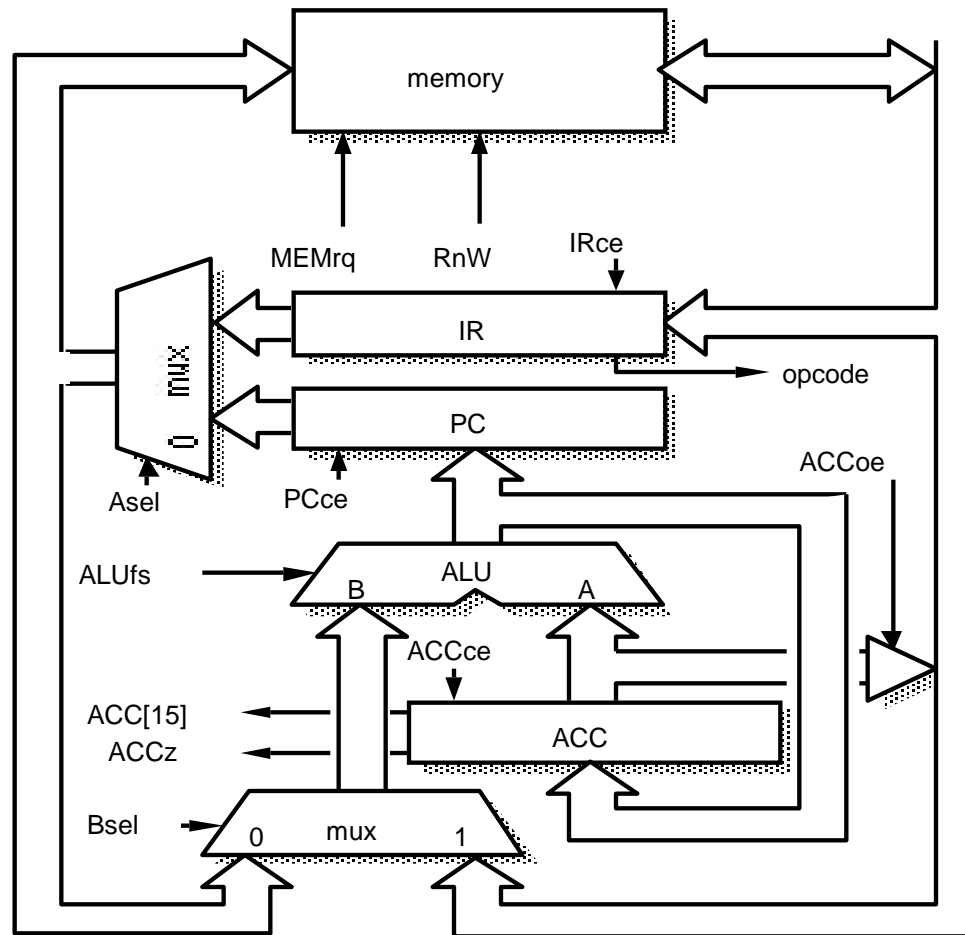 memory
MEMrq
RnW
IRce
mux
0
IR
opcode
PC
Asel
PCce
ACCoe
ALUfs
ALU
B
A
ACCce
ACC[15]
ACCz
ACC
Bsel
0
mux
1